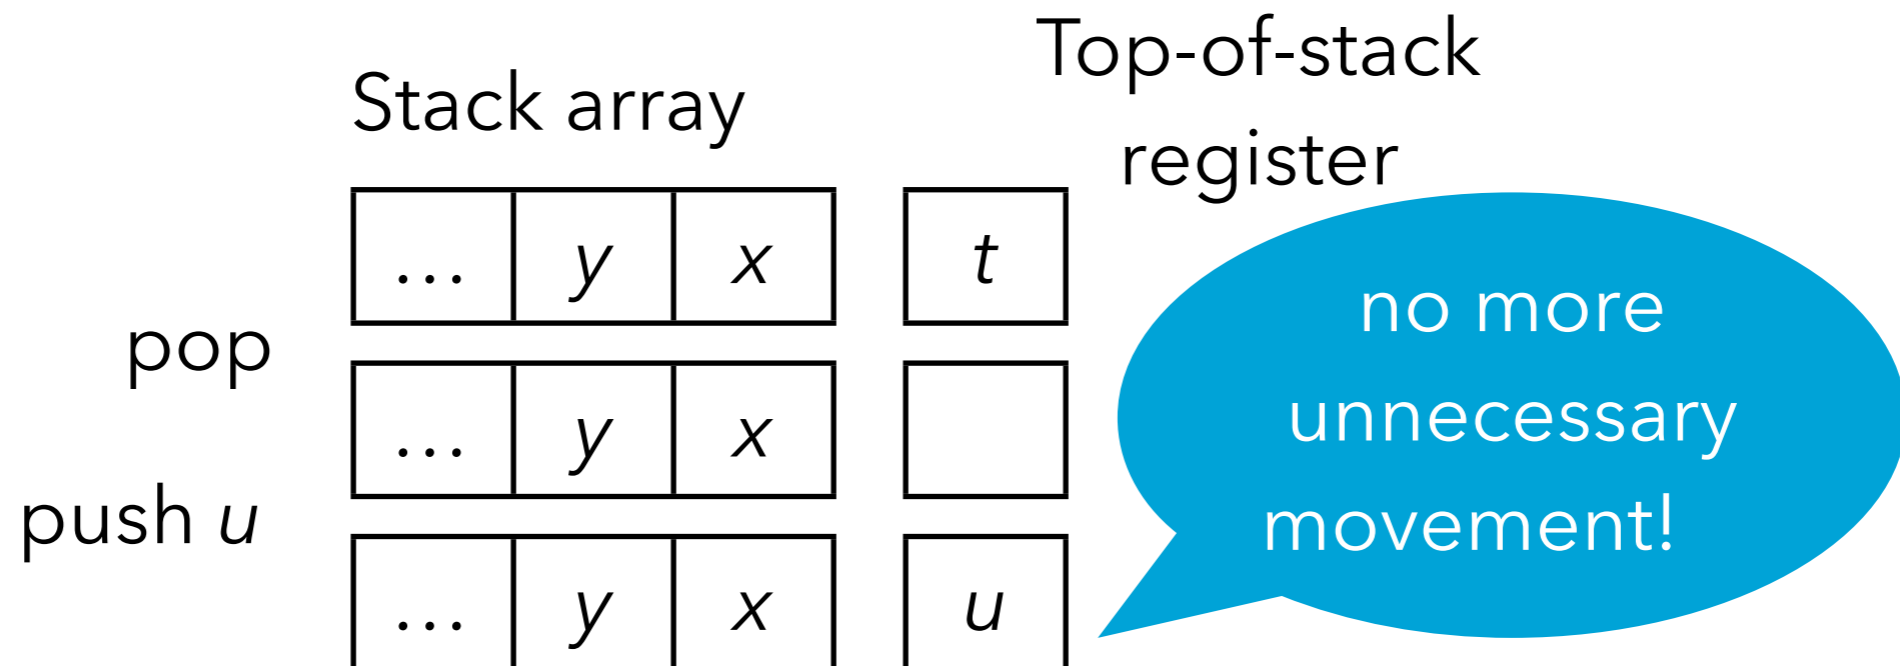 Stack array
Top-of-stack
register
… y x t
pop
… y x
push u
… y x u
no more
unnecessary
movement!